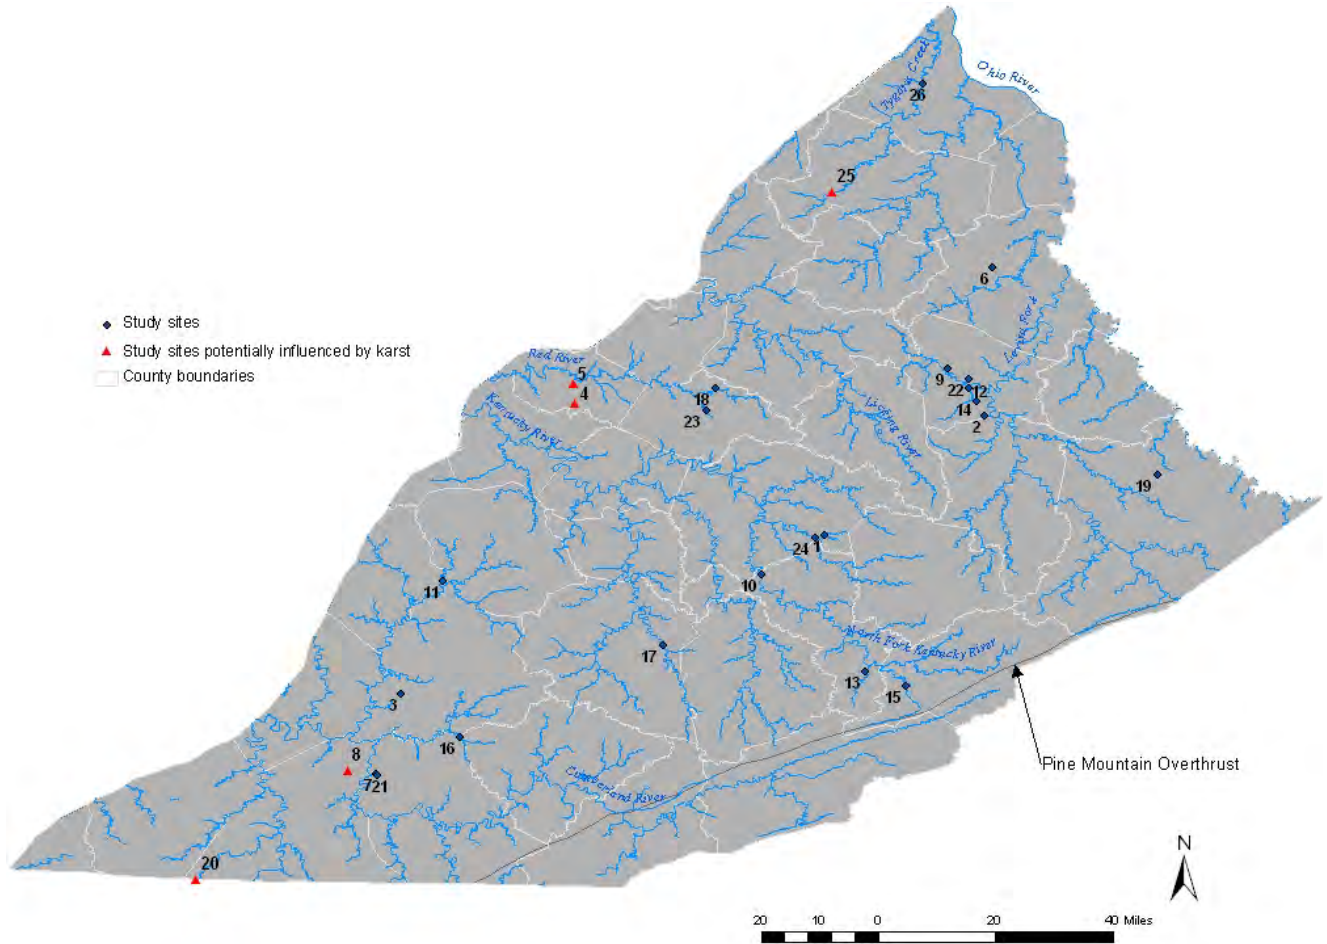 Tygarts Creek
Ohio River
26
25
6
Levisa Fork
Study sites
Study sites potentially influenced by karst
County boundaries
Red River
5
4
Kentucky River
18
23
9
22
12
14
2
Licking River
19
24
1
10
11
North Fork Kentucky River
17
13
15
3
16
8
7
21
Cumberland River
Pine Mountain Overthrust
20
N
20 10 0 20 40 Miles